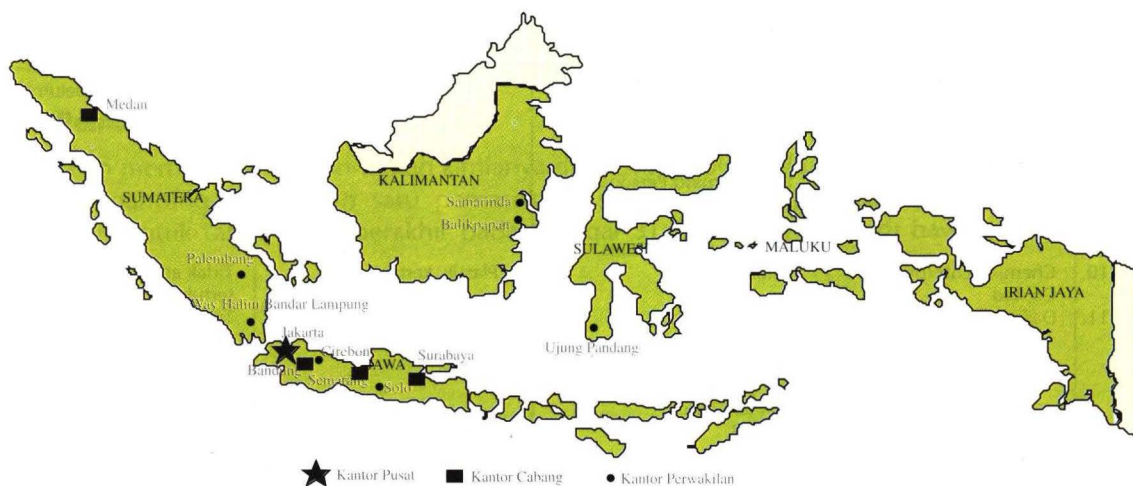 Medan
SUMATERA
KALIMANTAN
Samarinda
Balikpapan
SULAWESI
MALUKU
IRIAN JAYA
Palembang
Way Halim Bandar Lampung
Jakarta
Cirebon
Bandung
Semarang
JAWA
Solo
Surabaya
Ujung Pandang
Kantor Pusat
Kantor Cabang
Kantor Perwakilan